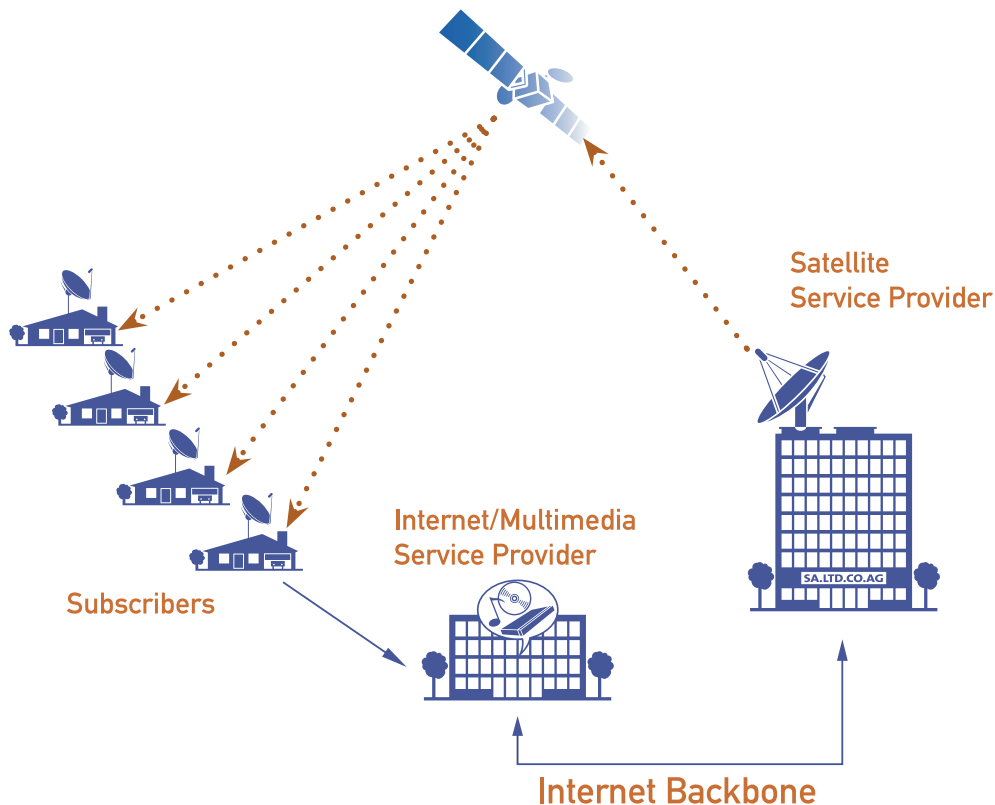 Satellite
Service Provider
Internet/Multimedia
Service Provider
SA.LTD.CO.AG
Subscribers
Internet Backbone